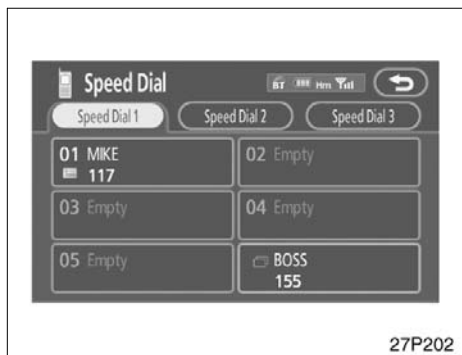 Speed Dial
BT Hm
Speed Dial 1 Speed Dial 2 Speed Dial 3
01 MIKE
117
02 Empty
03 Empty
04 Empty
05 Empty
BOSS
155
27P202